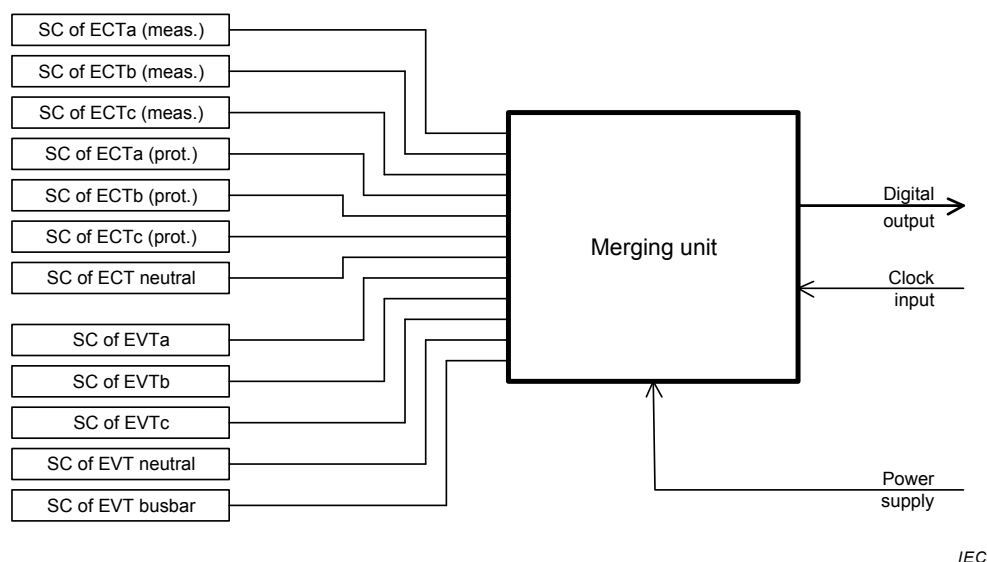 SC of ECTa (meas.)
SC of ECTb (meas.)
SC of ECTc (meas.)
SC of ECTa (prot.)
SC of ECTb (prot.)
SC of ECTc (prot.)
SC of ECT neutral
SC of EVTa
SC of EVTb
SC of EVTc
SC of EVT neutral
SC of EVT busbar
Merging unit
Digital
output
Clock
input
Power
supply
IEC